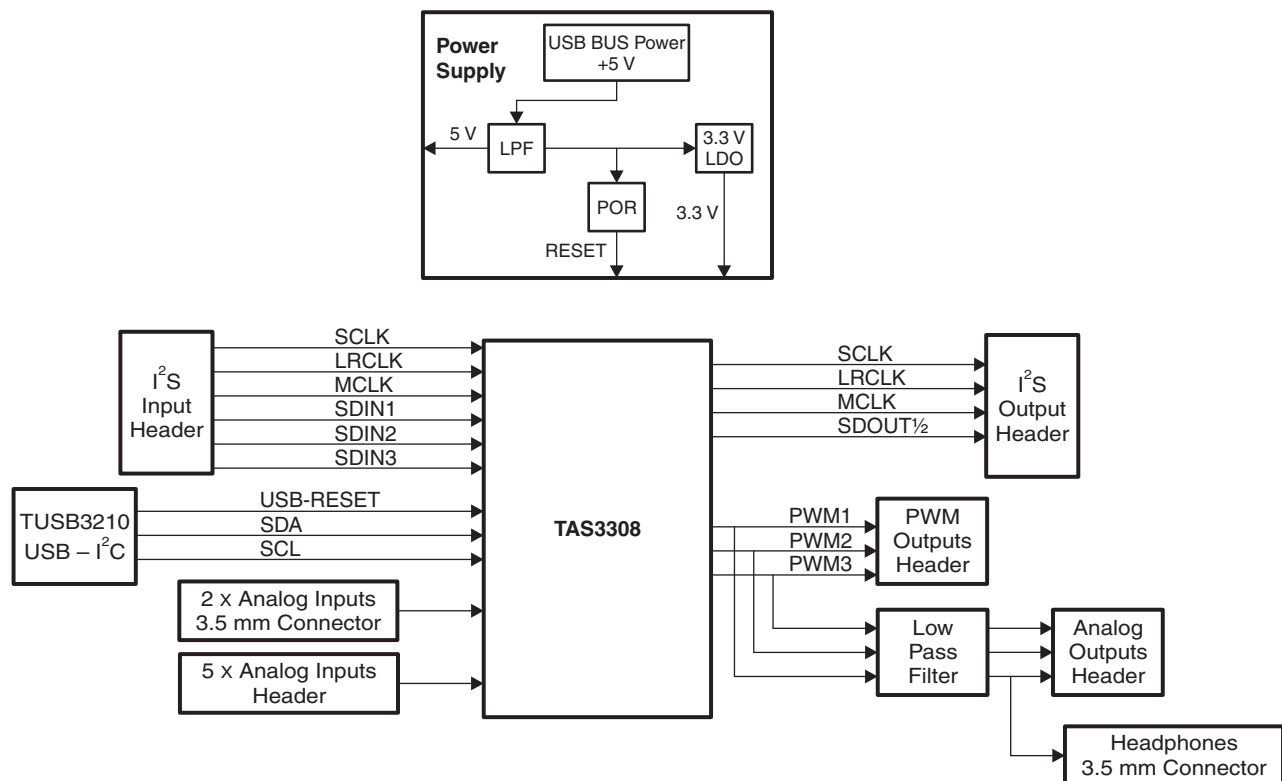 Power
Supply
USB BUS Power
+5 V
5 V
LPF
3.3 V
LDO
POR
3.3 V
RESET
I²S
Input
Header
SCLK
LRCLK
MCLK
SDIN1
SDIN2
SDIN3
TUSB3210
USB – I²C
USB-RESET
SDA
SCL
2 x Analog Inputs
3.5 mm Connector
5 x Analog Inputs
Header
TAS3308
SCLK
LRCLK
MCLK
SDOUT½
I²S
Output
Header
PWM1
PWM2
PWM3
PWM
Outputs
Header
Low
Pass
Filter
Analog
Outputs
Header
Headphones
3.5 mm Connector